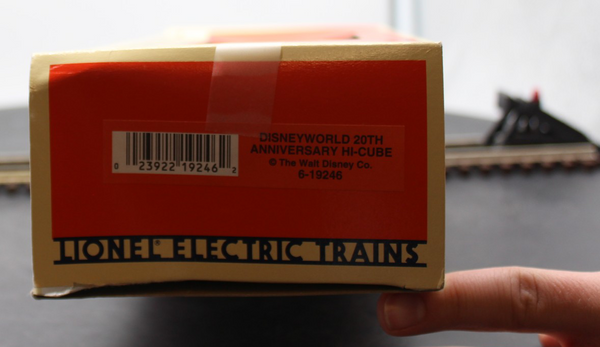 DISNEYWORLD 20TH
ANNIVERSARY HI-CUBE
© The Walt Disney Co.
6-19246
0 23922 19246 2
LIONEL® ELECTRIC TRAINS